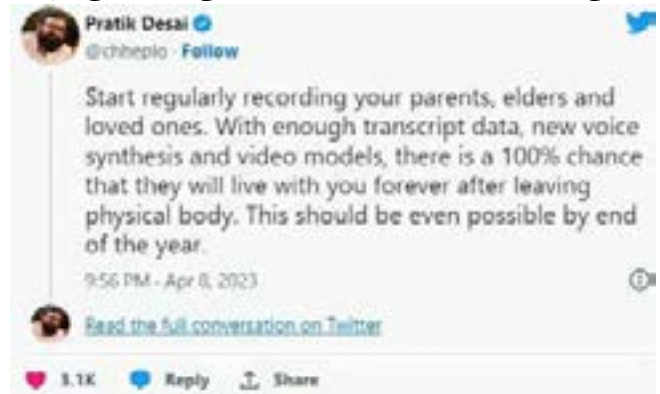 Pratik Desai
@chheplo · Follow
Start regularly recording your parents, elders and
loved ones. With enough transcript data, new voice
synthesis and video models, there is a 100% chance
that they will live with you forever after leaving
physical body. This should be even possible by end
of the year.
9:56 PM · Apr 8, 2023
Read the full conversation on Twitter
3.1K Reply Share